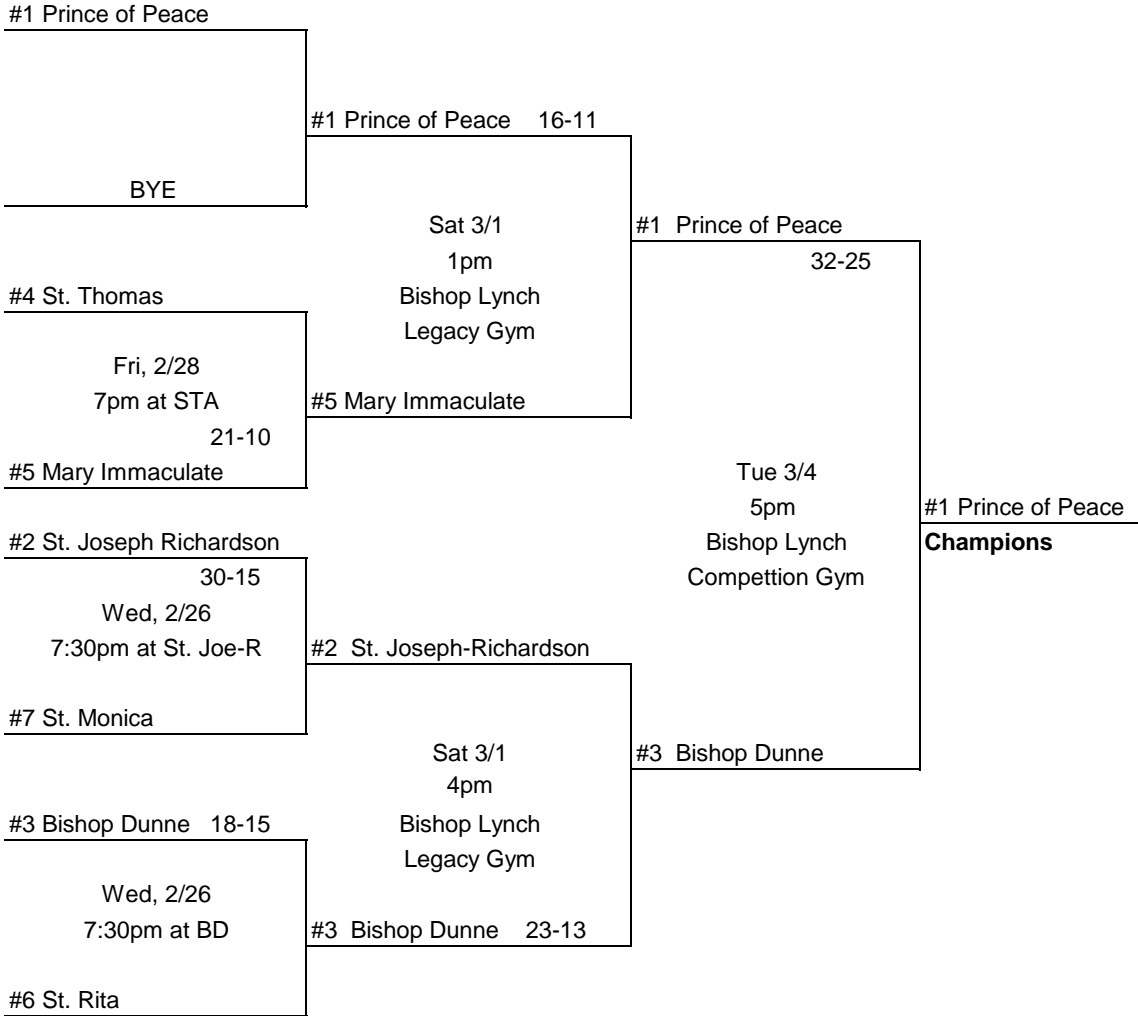 #1 Prince of Peace
#1 Prince of Peace 16-11
BYE
Sat 3/1
1pm
Bishop Lynch
Legacy Gym
#1 Prince of Peace
32-25
#4 St. Thomas
Fri, 2/28
7pm at STA
21-10
#5 Mary Immaculate
#5 Mary Immaculate
Tue 3/4
5pm
Bishop Lynch
Compettion Gym
#1 Prince of Peace
Champions
#2 St. Joseph Richardson
30-15
Wed, 2/26
7:30pm at St. Joe-R
#2 St. Joseph-Richardson
#7 St. Monica
Sat 3/1
4pm
Bishop Lynch
Legacy Gym
#3 Bishop Dunne
#3 Bishop Dunne 18-15
Wed, 2/26
7:30pm at BD
#3 Bishop Dunne 23-13
#6 St. Rita